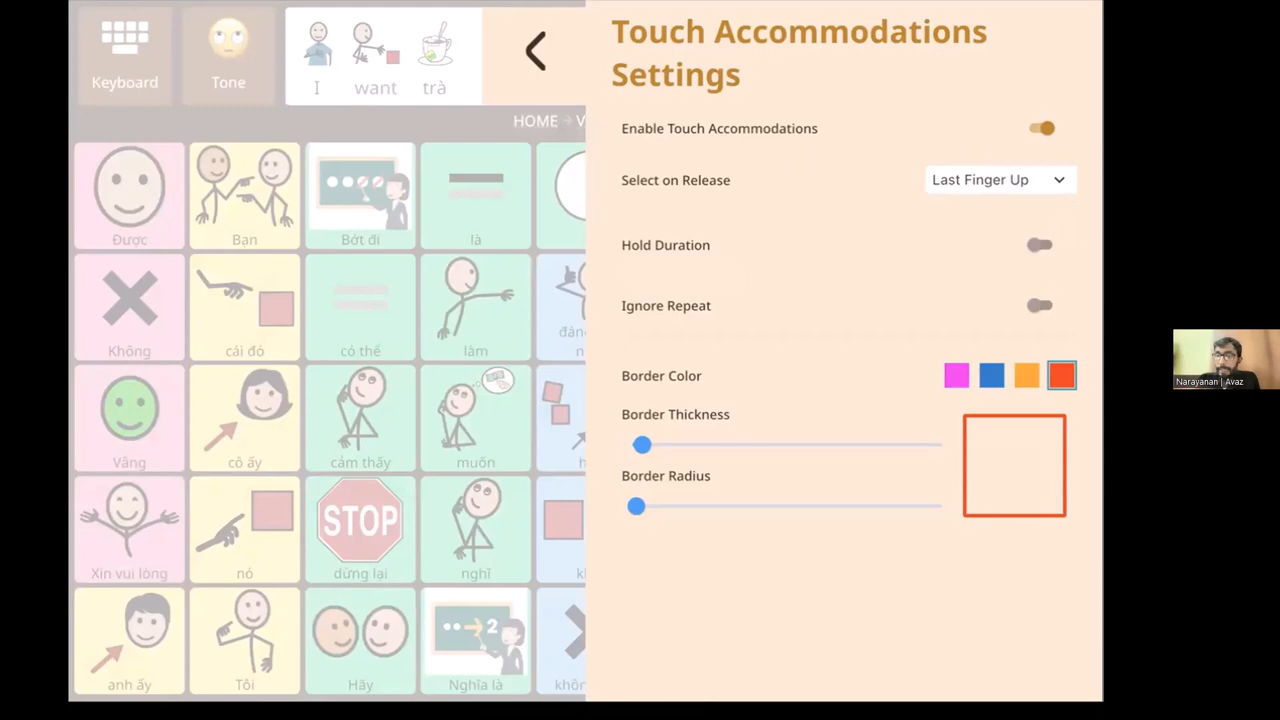 Keyboard
Tone
I want trà
HOME
Touch Accommodations
Settings
Enable Touch Accommodations
Select on Release
Last Finger Up
Hold Duration
Ignore Repeat
Border Color
Border Thickness
Border Radius
Được
Bạn
Bớt đi
là
Không
cái đó
có thể
làm
Vâng
cô ấy
cảm thấy
muốn
STOP
Xin vui lòng
nó
dừng lại
nghĩ
2
anh ấy
Tôi
Hãy
Nghĩa là
Narayanan | Avaz